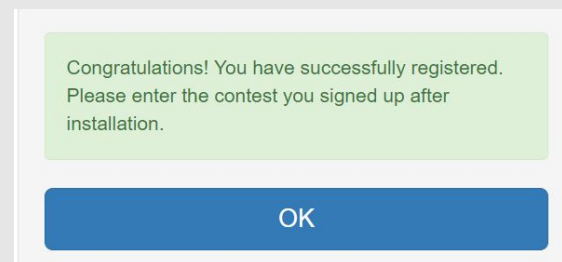 Congratulations! You have successfully registered.
Please enter the contest you signed up after
installation.
OK